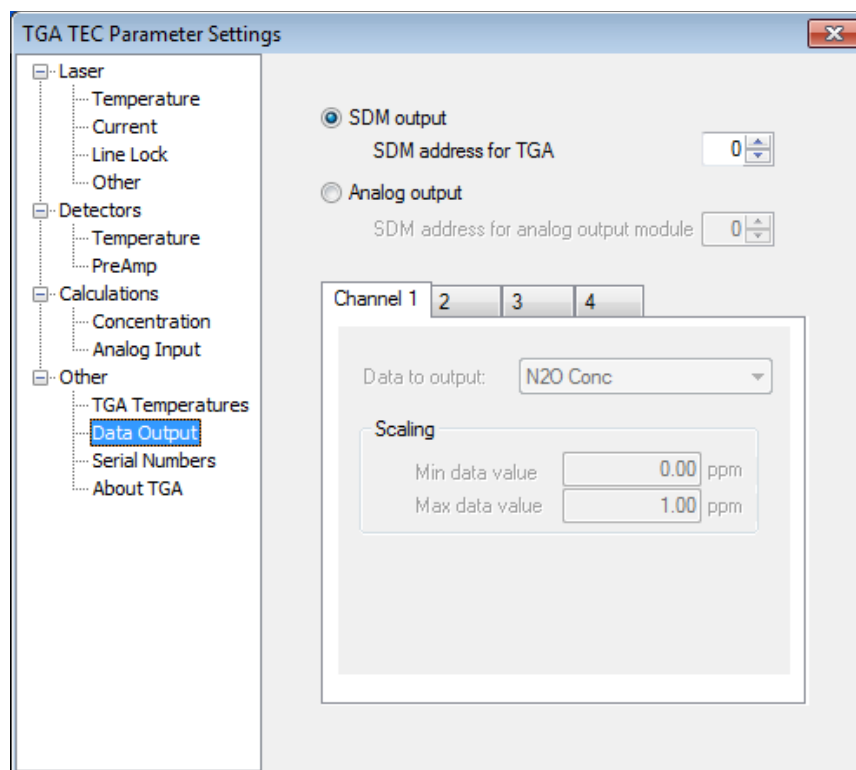 TGA TEC Parameter Settings
Laser
Temperature
Current
Line Lock
Other
Detectors
Temperature
PreAmp
Calculations
Concentration
Analog Input
Other
TGA Temperatures
Data Output
Serial Numbers
About TGA
SDM output
SDM address for TGA 0
Analog output
SDM address for analog output module 0
Channel 1 2 3 4
Data to output: N2O Conc
Scaling
Min data value 0.00 ppm
Max data value 1.00 ppm